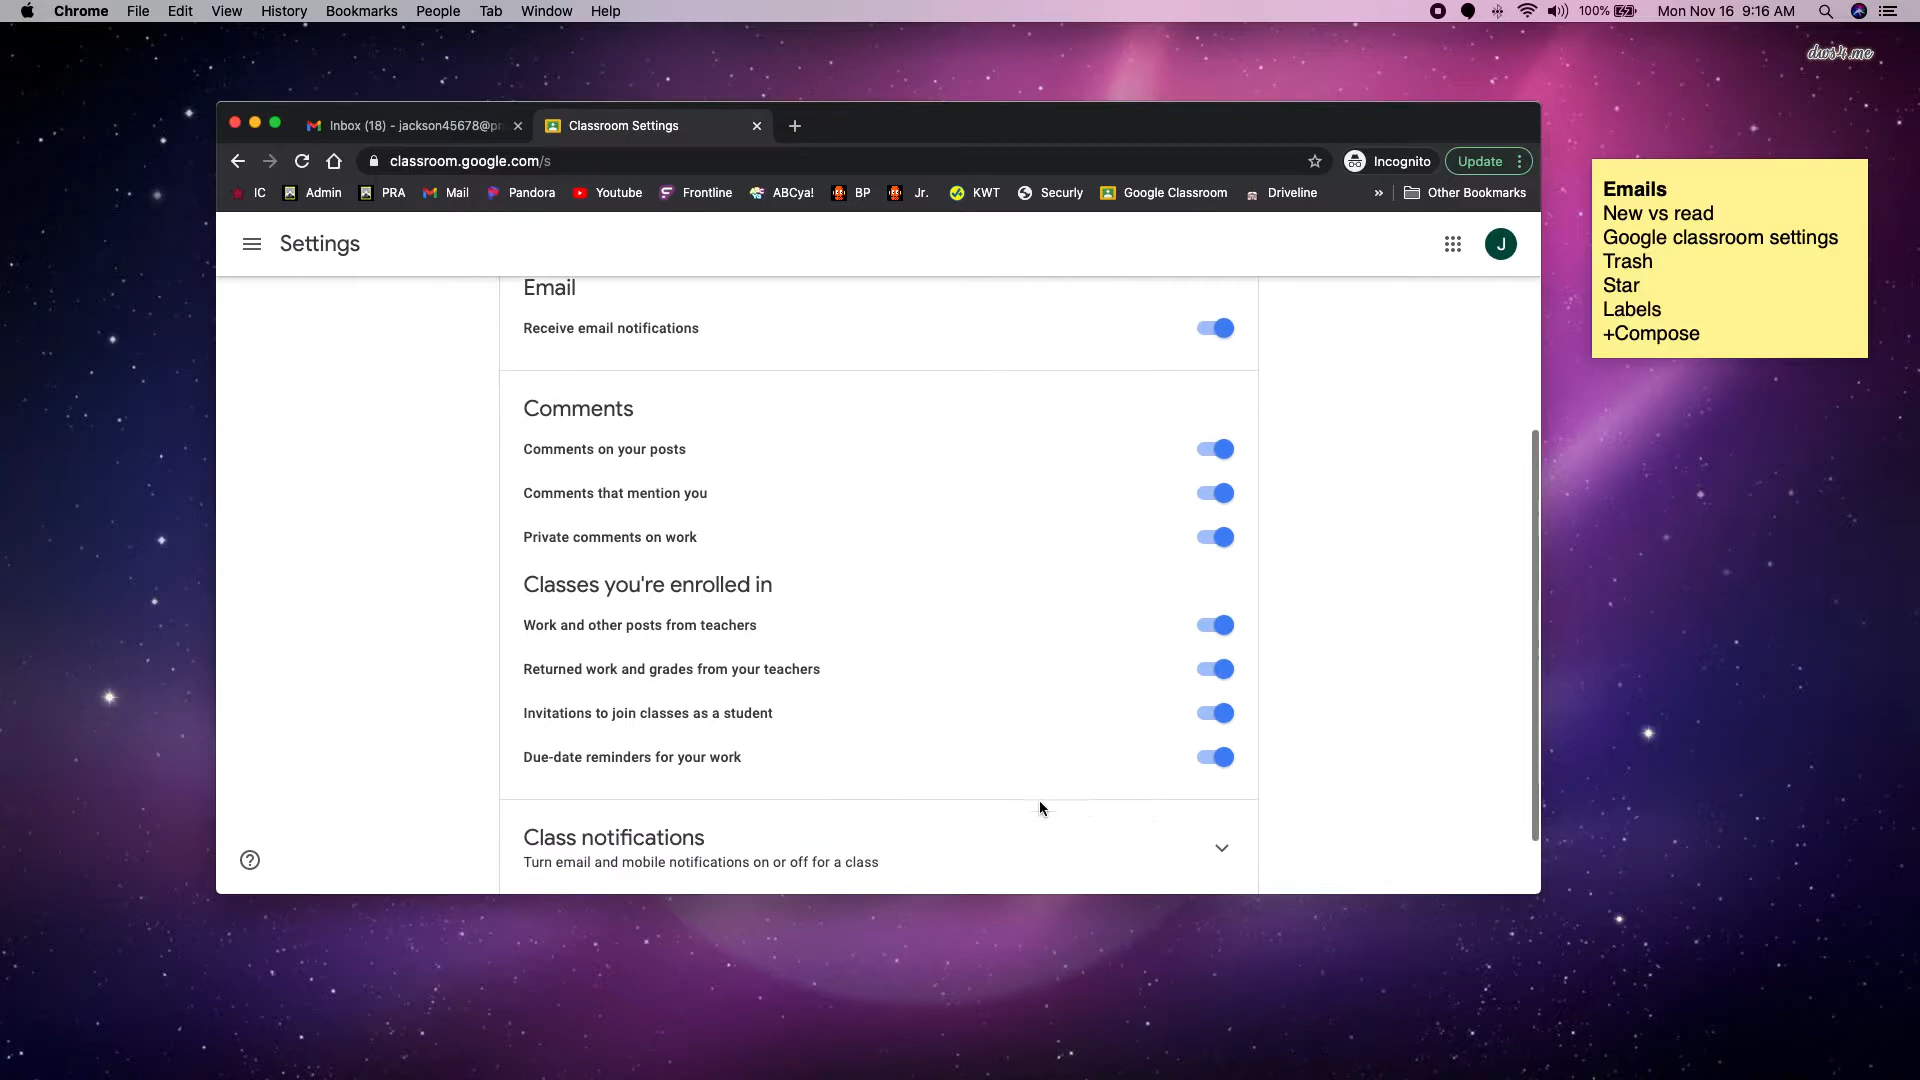 Chrome File Edit View History Bookmarks People Tab Window Help
100% Mon Nov 16 9:16 AM
dws4.me
Inbox (18) - jackson45678@pr
Classroom Settings
classroom.google.com/s
Incognito
Update
IC Admin PRA Mail Pandora Youtube Frontline ABCya! BP Jr. KWT Securly Google Classroom Driveline » Other Bookmarks
Settings
J
Email
Receive email notifications
Comments
Comments on your posts
Comments that mention you
Private comments on work
Classes you're enrolled in
Work and other posts from teachers
Returned work and grades from your teachers
Invitations to join classes as a student
Due-date reminders for your work
Class notifications
Turn email and mobile notifications on or off for a class
Emails
New vs read
Google classroom settings
Trash
Star
Labels
+Compose